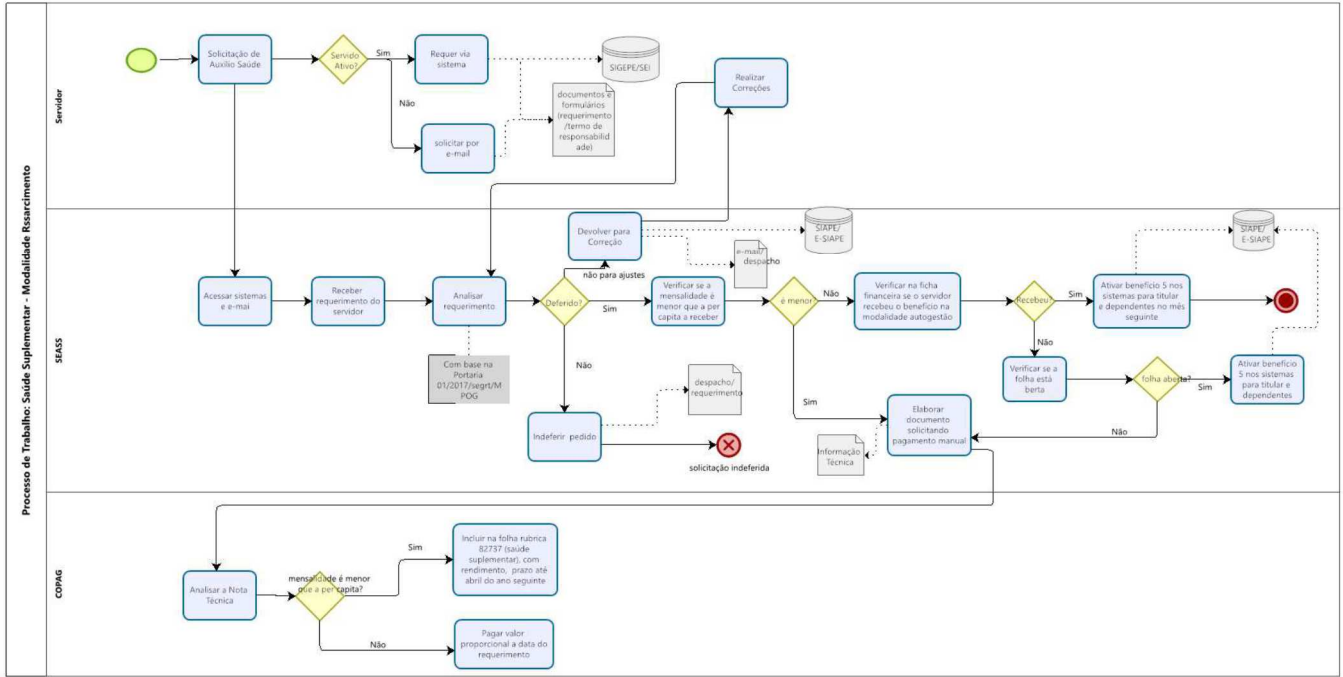 Processo de Trabalho: Saúde Suplementar - Modalidade Rssarcimento
Servidor
Solicitação de
Auxílio Saúde
Servido
Ativo?
Sim
Não
Requer via
sistema
solicitar por
e-mail
SIGEPE/SEI
documentos e
formulários
(requerimento
/termo de
responsabilid
ade)
Realizar
Correções
SEASS
Acessar sistemas
e e-mai
Receber
requerimento do
servidor
Analisar
requerimento
Com base na
Portaria
01/2017/segrt/M
POG
Deferido?
não para ajustes
Sim
Não
Devolver para
Correção
SIAPE/
E-SIAPE
e-mail/
despacho
Indeferir pedido
despacho/
requerimento
solicitação indeferida
Verificar se a
mensalidade é
menor que a per
capita a receber
é menor
Não
Sim
Verificar na ficha
financeira se o servidor
recebeu o benefício na
modalidade autogestão
Recebeu?
Sim
Não
Ativar benefício 5 nos
sistemas para titular
e dependentes no mês
seguinte
SIAPE/
E-SIAPE
Verificar se a
folha está
berta
folha aberta?
Sim
Não
Ativar benefício
5 nos sistemas
para titular e
dependentes
Elaborar
documento
solicitando
pagamento manual
Informação
Técnica
COPAG
Analisar a Nota
Técnica
mensalidade é menor
que a per capita?
Sim
Não
Incluir na folha rubrica
82737 (saúde
suplementar), com
rendimento, prazo até
abril do ano seguinte
Pagar valor
proporcional a data do
requerimento